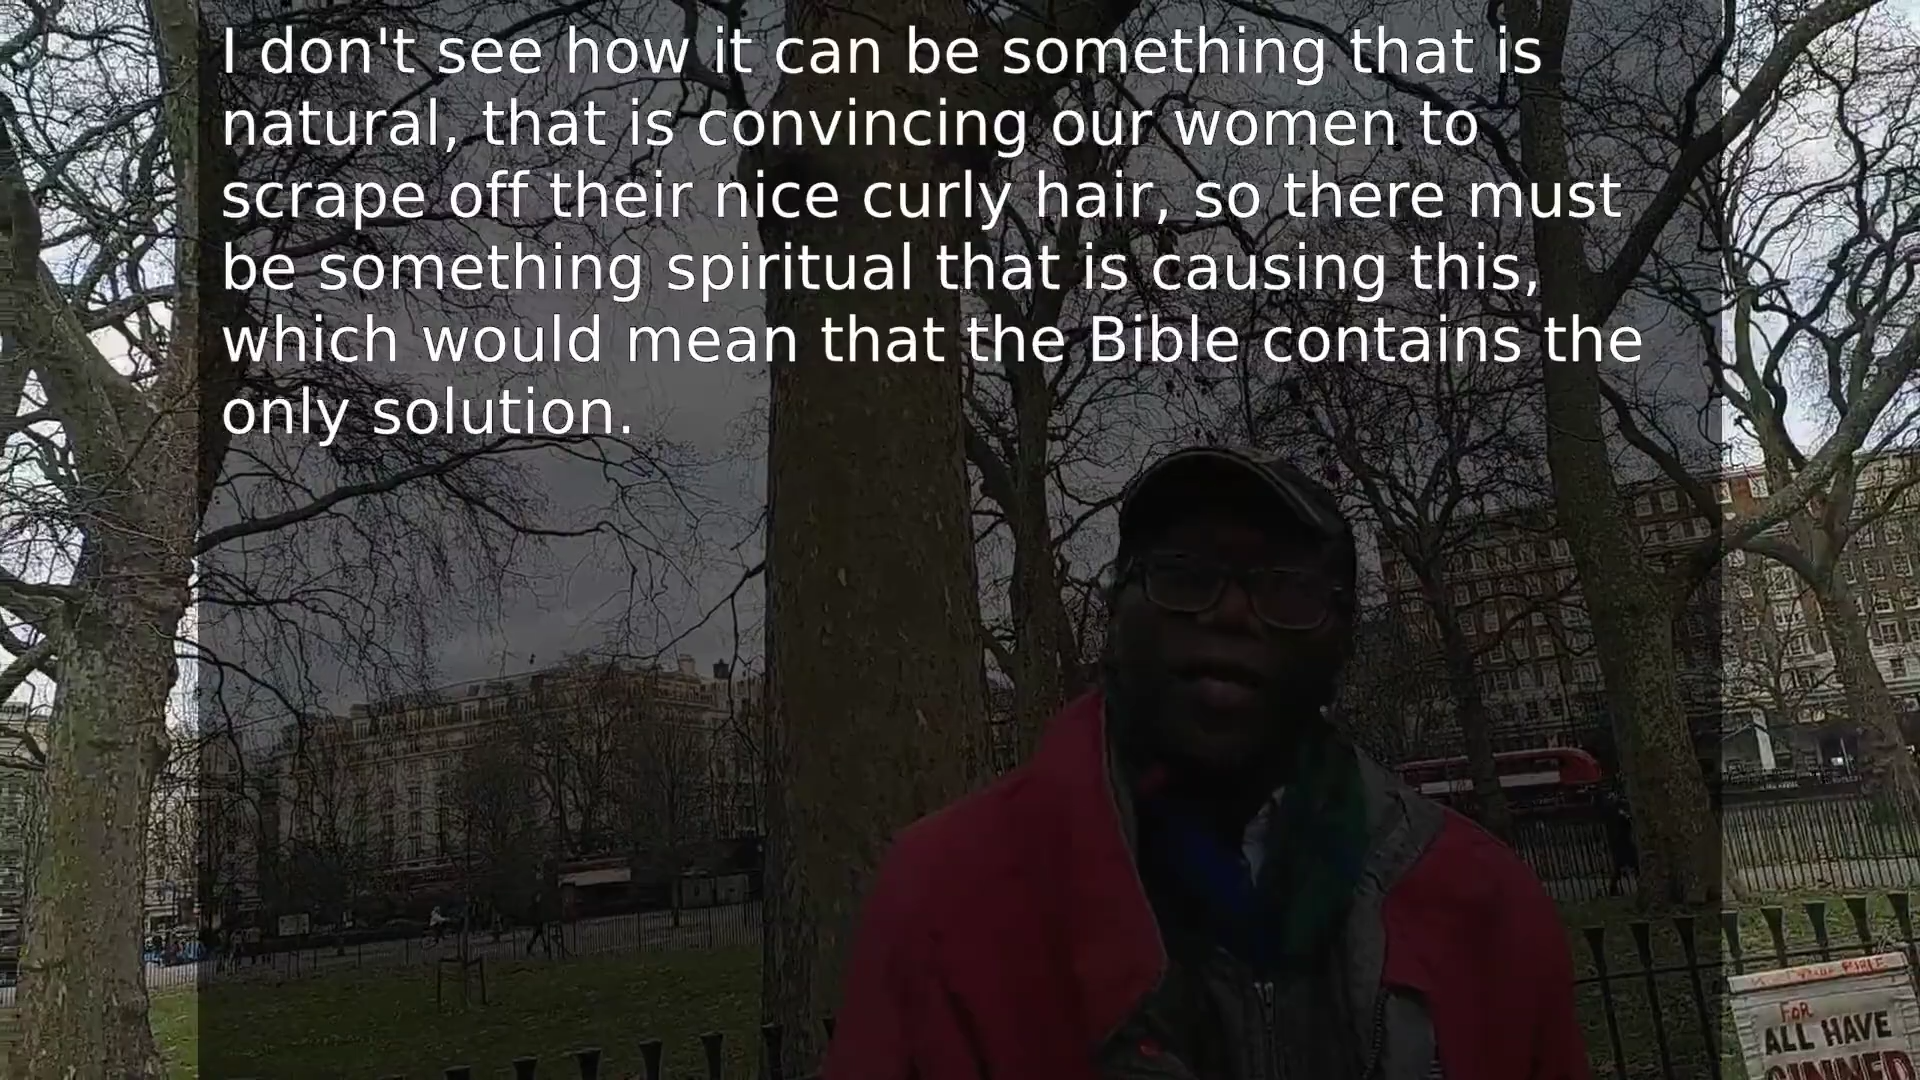 I don't see how it can be something that is
natural, that is convincing our women to
scrape off their nice curly hair, so there must
be something spiritual that is causing this,
which would mean that the Bible contains the
only solution.
BIBLE
FOR
ALL HAVE
SINNED